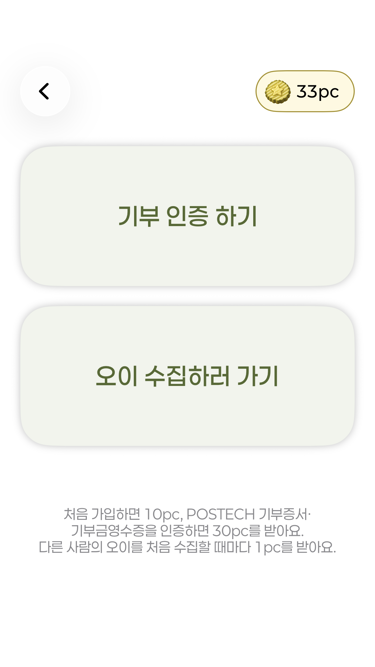 33pc
기부 인증 하기
오이 수집하러 가기
처음 가입하면 10pc, POSTECH 기부증서·
기부금영수증을 인증하면 30pc를 받아요.
다른 사람의 오이를 처음 수집할 때마다 1pc를 받아요.